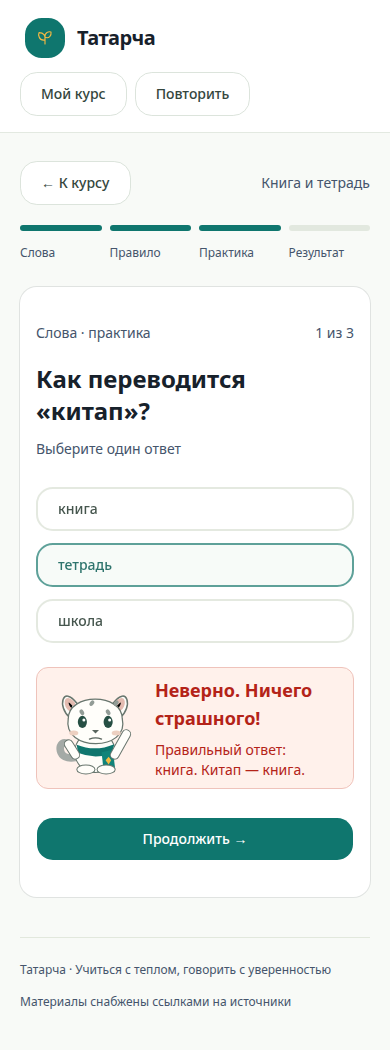 Татарча
Мой курс
Повторить
← К курсу
Книга и тетрадь
Слова
Правило
Практика
Результат
Слова · практика
1 из 3
Как переводится
«китап»?
Выберите один ответ
книга
тетрадь
школа
Неверно. Ничего
страшного!
Правильный ответ:
книга. Китап — книга.
Продолжить →
Татарча · Учиться с теплом, говорить с уверенностью
Материалы снабжены ссылками на источники